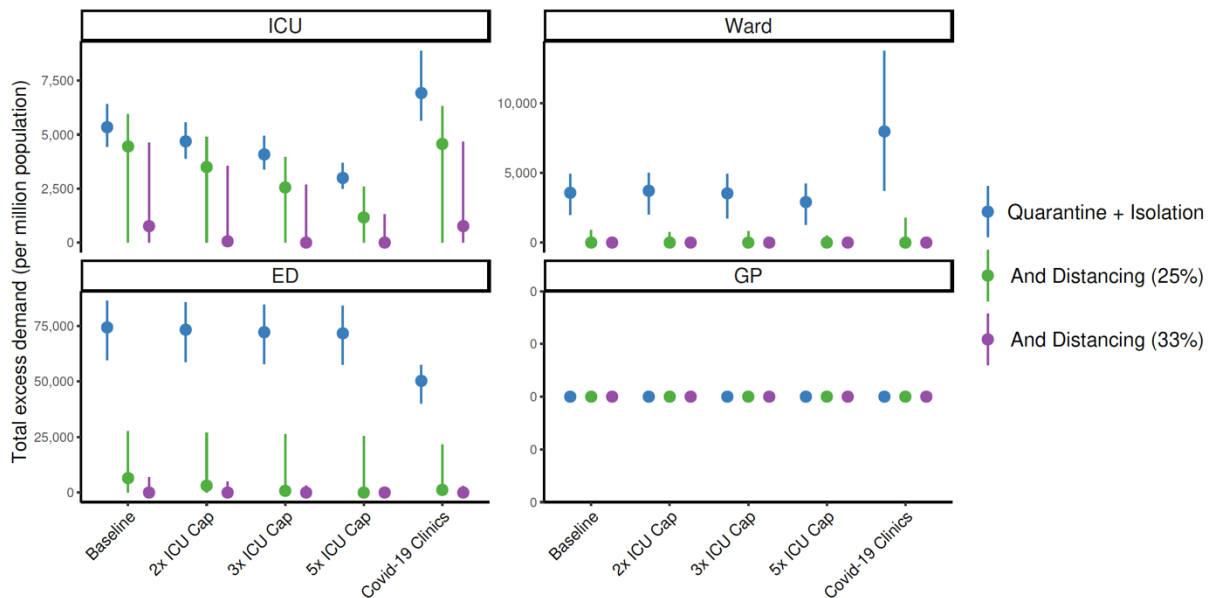 ICU
Ward
Total excess demand (per million population)
7,500
5,000
2,500
0
10,000
5,000
0
ED
GP
75,000
50,000
25,000
0
0
0
0
0
0
Baseline
2x ICU Cap
3x ICU Cap
5x ICU Cap
Covid-19 Clinics
Baseline
2x ICU Cap
3x ICU Cap
5x ICU Cap
Covid-19 Clinics
Quarantine + Isolation
And Distancing (25%)
And Distancing (33%)